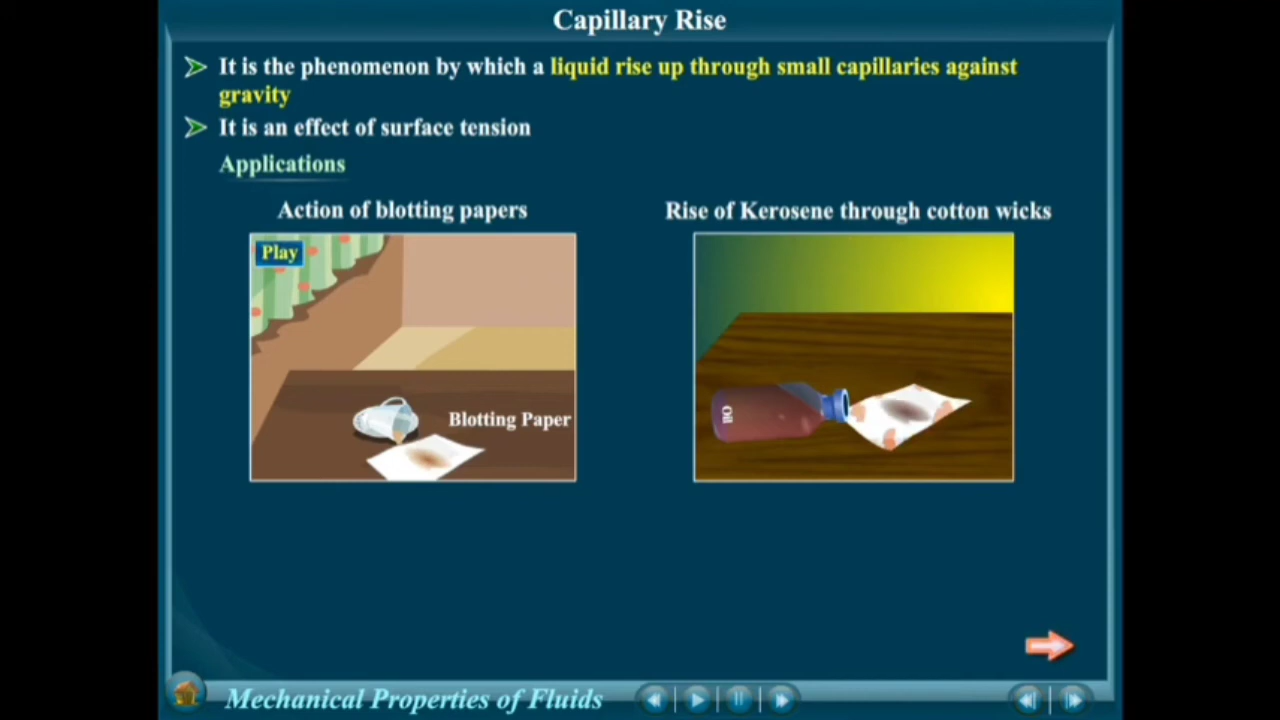 Capillary Rise
It is the phenomenon by which a liquid rise up through small capillaries against
gravity
It is an effect of surface tension
Applications
Action of blotting papers
Rise of Kerosene through cotton wicks
Play
Blotting Paper
Oil
Mechanical Properties of Fluids